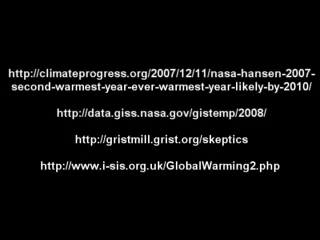 http://climateprogress.org/2007/12/11/nasa-hansen-2007-
second-warmest-year-ever-warmest-year-likely-by-2010/
http://data.giss.nasa.gov/gistemp/2008/
http://gristmill.grist.org/skeptics
http://www.i-sis.org.uk/GlobalWarming2.php